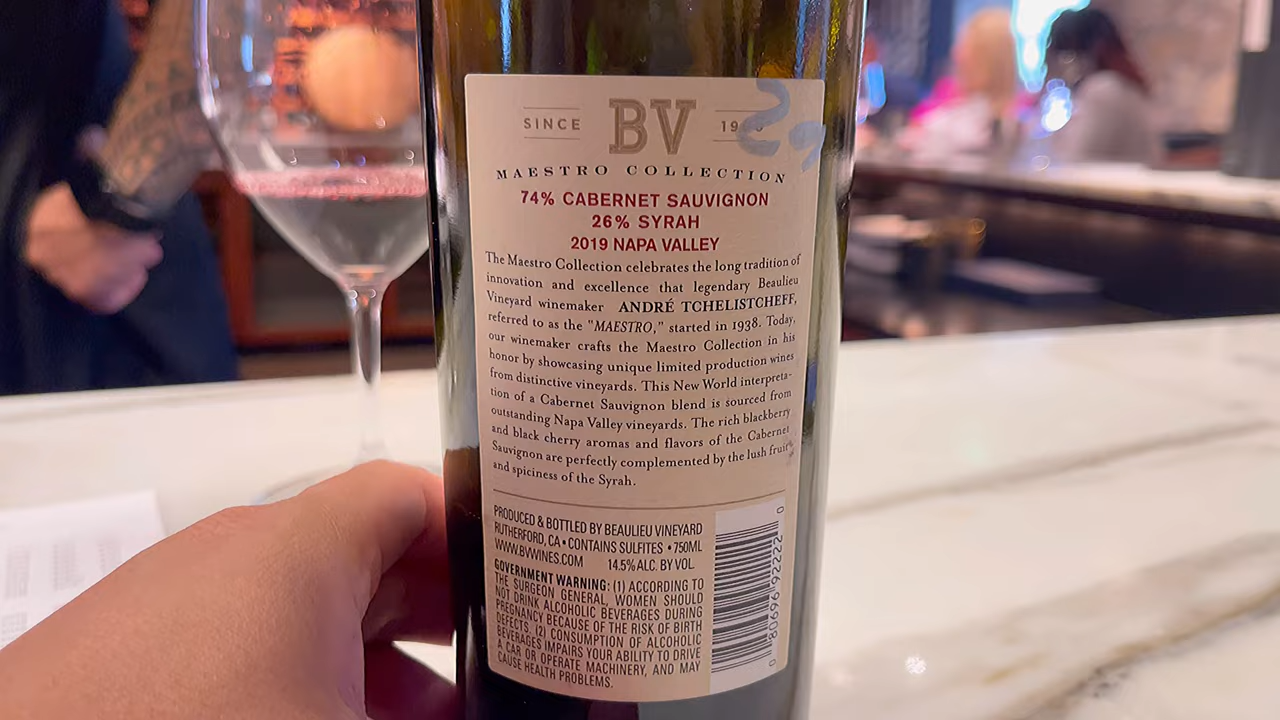 SINCE BV 19
29
MAESTRO COLLECTION
74% CABERNET SAUVIGNON
26% SYRAH
2019 NAPA VALLEY
The Maestro Collection celebrates the long tradition of
innovation and excellence that legendary Beaulieu
Vineyard winemaker ANDRÉ TCHELISTCHEFF,
referred to as the "MAESTRO," started in 1938. Today,
our winemaker crafts the Maestro Collection in his
honor by showcasing unique limited production wines
from distinctive vineyards. This New World interpreta-
tion of a Cabernet Sauvignon blend is sourced from
outstanding Napa Valley vineyards. The rich blackberry
and black cherry aromas and flavors of the Cabernet
Sauvignon are perfectly complemented by the lush fruit
and spiciness of the Syrah.
PRODUCED & BOTTLED BY BEAULIEU VINEYARD
RUTHERFORD, CA • CONTAINS SULFITES • 750ML
WWW.BVWINES.COM 14.5% ALC. BY VOL.
GOVERNMENT WARNING: (1) ACCORDING TO
THE SURGEON GENERAL, WOMEN SHOULD
NOT DRINK ALCOHOLIC BEVERAGES DURING
PREGNANCY BECAUSE OF THE RISK OF BIRTH
DEFECTS. (2) CONSUMPTION OF ALCOHOLIC
BEVERAGES IMPAIRS YOUR ABILITY TO DRIVE
A CAR OR OPERATE MACHINERY, AND MAY
CAUSE HEALTH PROBLEMS.
0 80696 92222 0